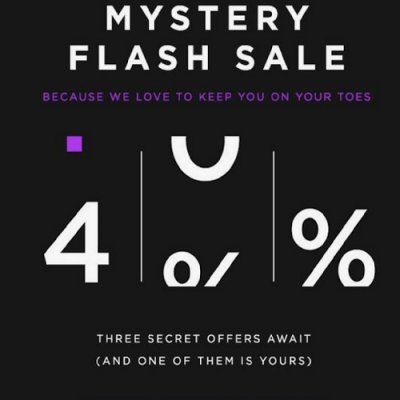 MYSTERY
FLASH SALE
BECAUSE WE LOVE TO KEEP YOU ON YOUR TOES
4 %
THREE SECRET OFFERS AWAIT
(AND ONE OF THEM IS YOURS)